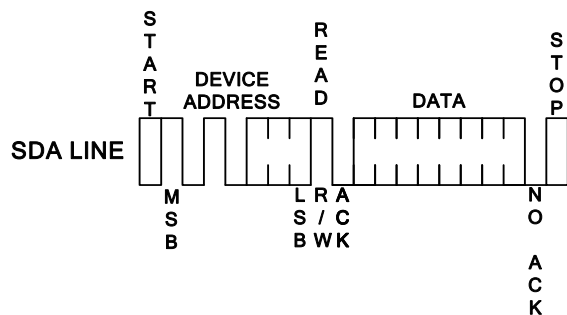 START
DEVICE
ADDRESS
READ
DATA
STOP
SDA LINE
MSB
LSB
R/W
ACK
NO ACK